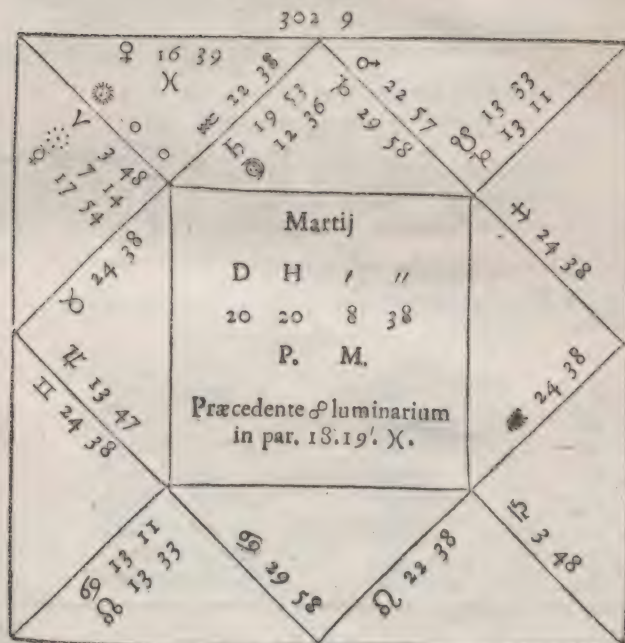 302 9
♀ 16 39
♓
☉ 0 0
♈ 3 48
7 14
☿ 17 54
♒ 22 38
♄ 19 53
12 36
♑ 29 58
♂ 22 57
☋ 13 33
13 11
24 38
♉ 24 38
24 38
13 47
♊ 24 38
♋ 13 11
☊ 13 33
♋ 29 58
♌ 22 38
♎ 3 48
Martij
D H ′ ″
20 20 8 38
P. M.
Præcedente ☍ luminarium
in par. 18.19′. ♓.